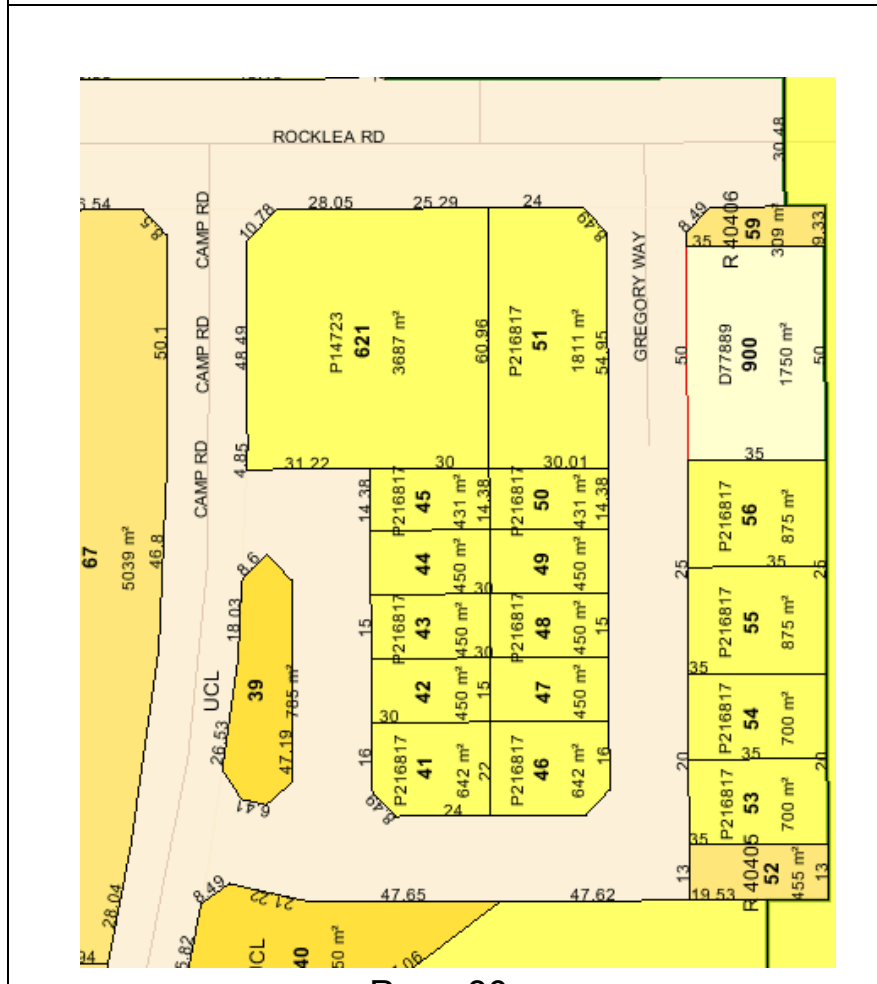 ROCKLEA RD
30.48
6.54
8.5
CAMP RD
10.78
28.05
25.29
24
8.49
8.49
R 40406
59
309 m²
9.33
35
GREGORY WAY
50.1
CAMP RD
48.49
P14723
621
3687 m²
60.96
P216817
51
1811 m²
54.95
50
D77889
900
1750 m²
50
35
CAMP RD
4.85
31.22
30
30.01
14.38
P216817
45
431 m²
14.38
P216817
50
431 m²
14.38
P216817
56
875 m²
67
5039 m²
46.8
8.6
44
450 m²
30
49
450 m²
25
35
25
18.03
15
P216817
43
450 m²
30
P216817
48
450 m²
15
P216817
55
875 m²
35
UCL
39
785 m²
30
42
450 m²
15
47
450 m²
54
700 m²
26.53
47.19
6.41
16
P216817
41
642 m²
22
P216817
46
642 m²
16
8.49
24
20
35
20
P216817
53
700 m²
35
13
R 40405
52
455 m²
13
19.53
28.04
8.49
21.22
47.65
47.62
94
5.82
UCL
40
50 m²
.06